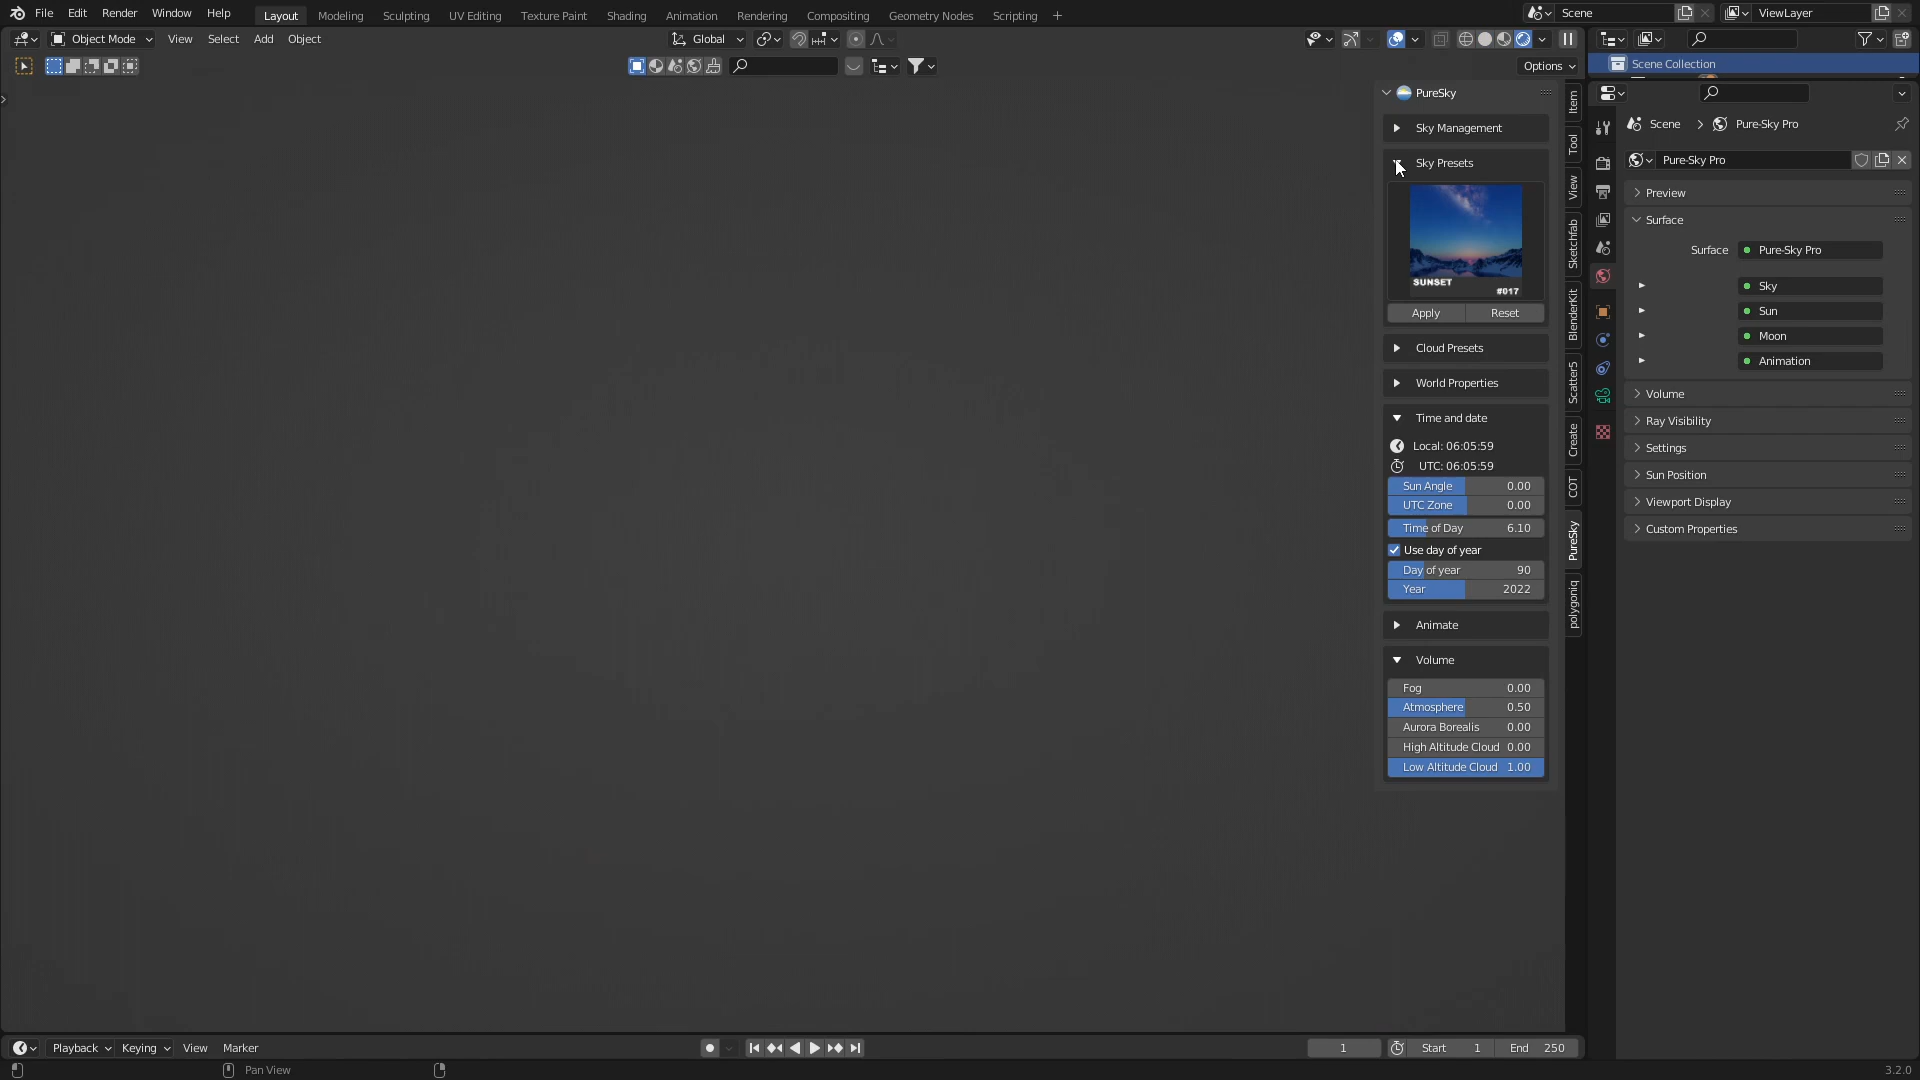 File Edit Render Window Help Layout Modeling Sculpting UV Editing Texture Paint Shading Animation Rendering Compositing Geometry Nodes Scripting + Scene ViewLayer
Object Mode View Select Add Object Global
Options
Scene Collection
PureSky
Sky Management
Sky Presets
SUNSET
#017
Apply Reset
Cloud Presets
World Properties
Time and date
Local: 06:05:59
UTC: 06:05:59
Sun Angle 0.00
UTC Zone 0.00
Time of Day 6.10
Use day of year
Day of year 90
Year 2022
Animate
Volume
Fog 0.00
Atmosphere 0.50
Aurora Borealis 0.00
High Altitude Cloud 0.00
Low Altitude Cloud 1.00
Item
Tool
View
Sketchfab
BlenderKit
Scatter5
Create
COT
PureSky
polygoniq
Scene Pure-Sky Pro
Pure-Sky Pro
Preview
Surface
Surface Pure-Sky Pro
Sky
Sun
Moon
Animation
Volume
Ray Visibility
Settings
Sun Position
Viewport Display
Custom Properties
Playback Keying View Marker 1 Start 1 End 250
Pan View 3.2.0